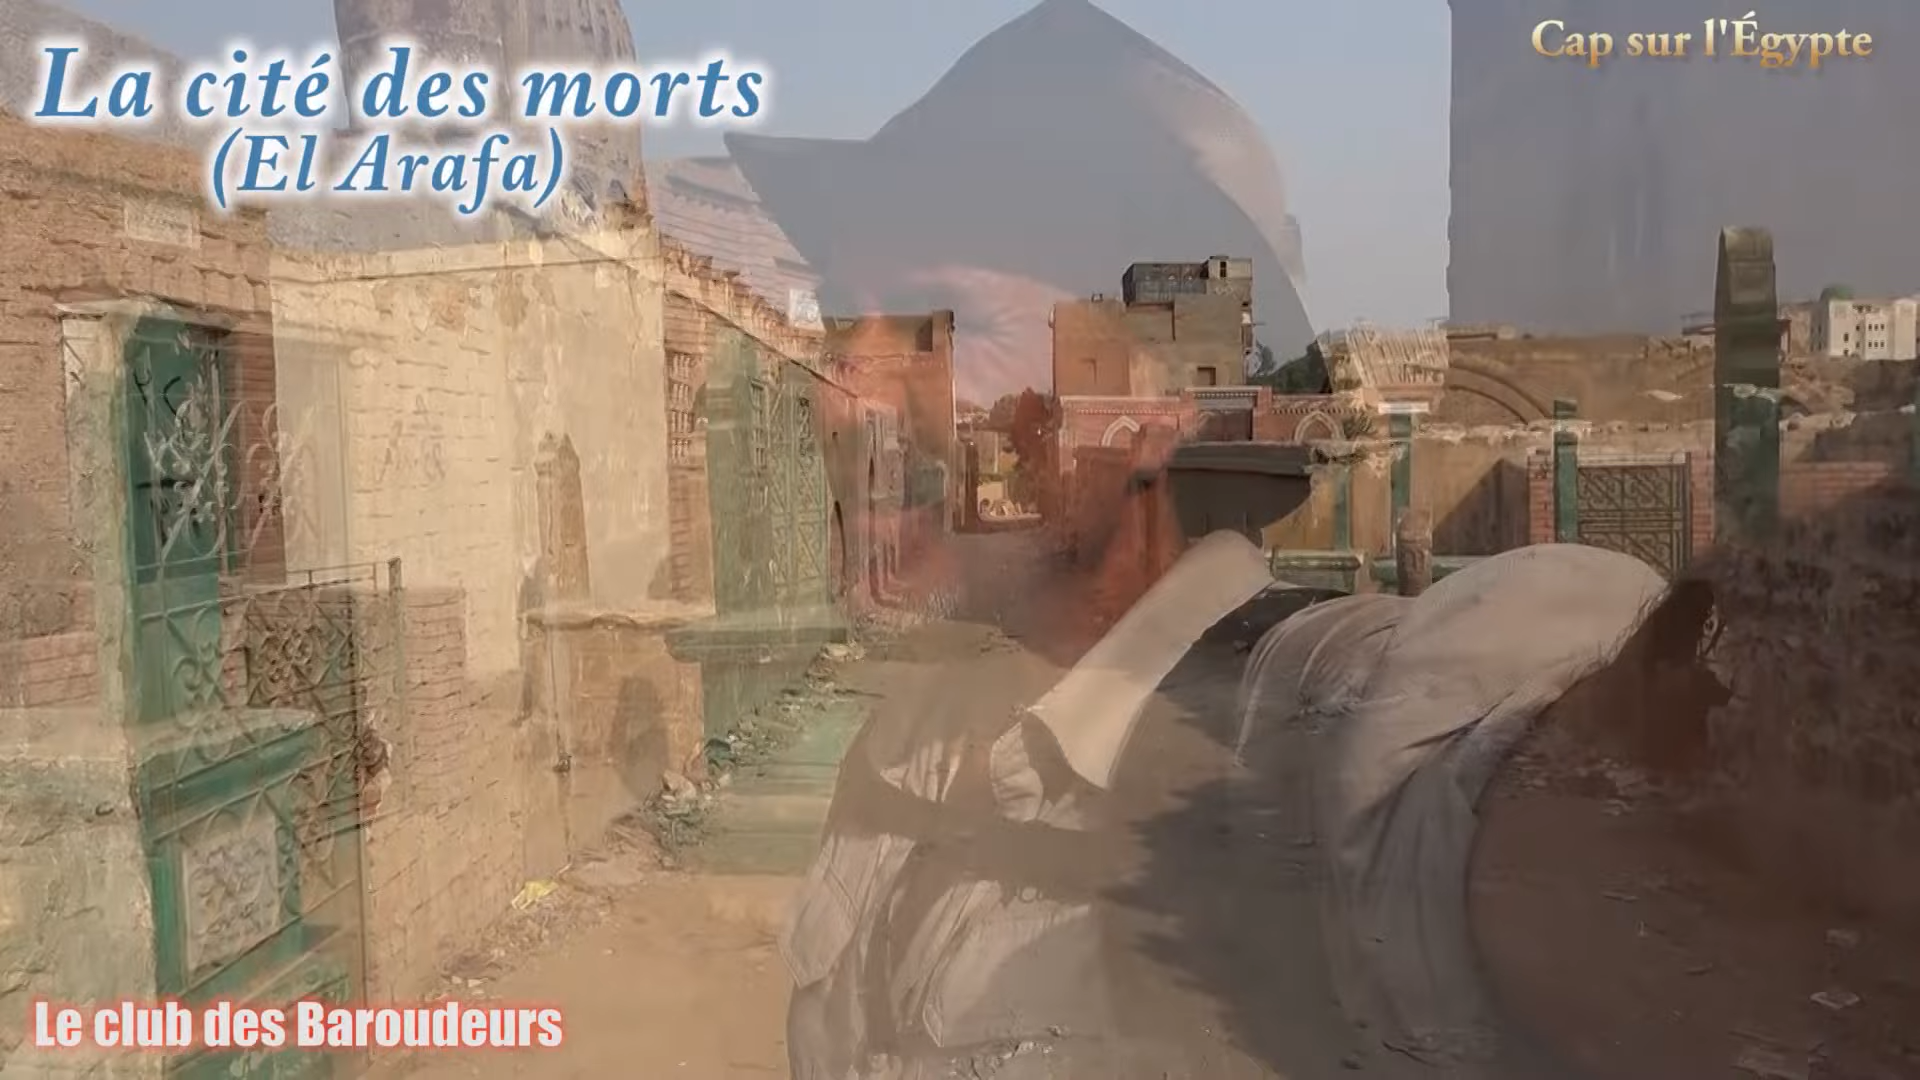 La cité des morts
(El Arafa)
Cap sur l'Égypte
Le club des Baroudeurs